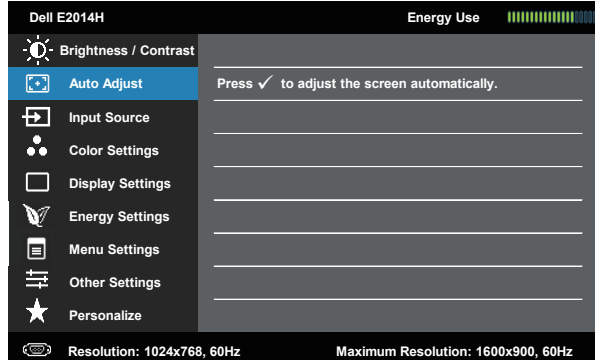 Dell E2014H Energy Use
Brightness / Contrast
Auto Adjust Press ✓ to adjust the screen automatically.
Input Source
Color Settings
Display Settings
Energy Settings
Menu Settings
Other Settings
Personalize
Resolution: 1024x768, 60Hz Maximum Resolution: 1600x900, 60Hz